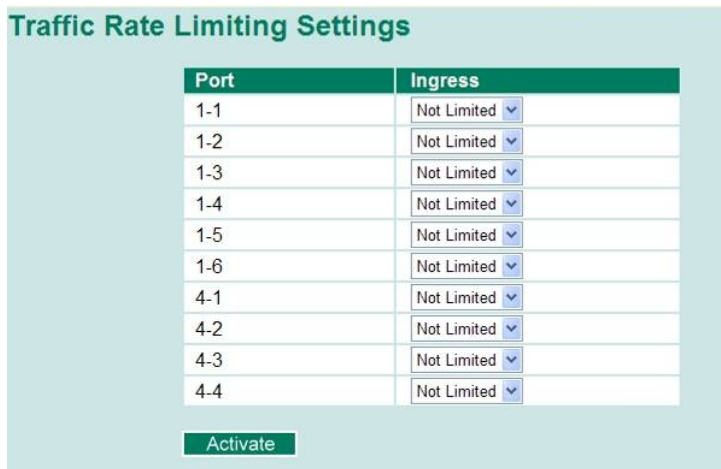 Traffic Rate Limiting Settings
Port Ingress
1-1 Not Limited
1-2 Not Limited
1-3 Not Limited
1-4 Not Limited
1-5 Not Limited
1-6 Not Limited
4-1 Not Limited
4-2 Not Limited
4-3 Not Limited
4-4 Not Limited
Activate